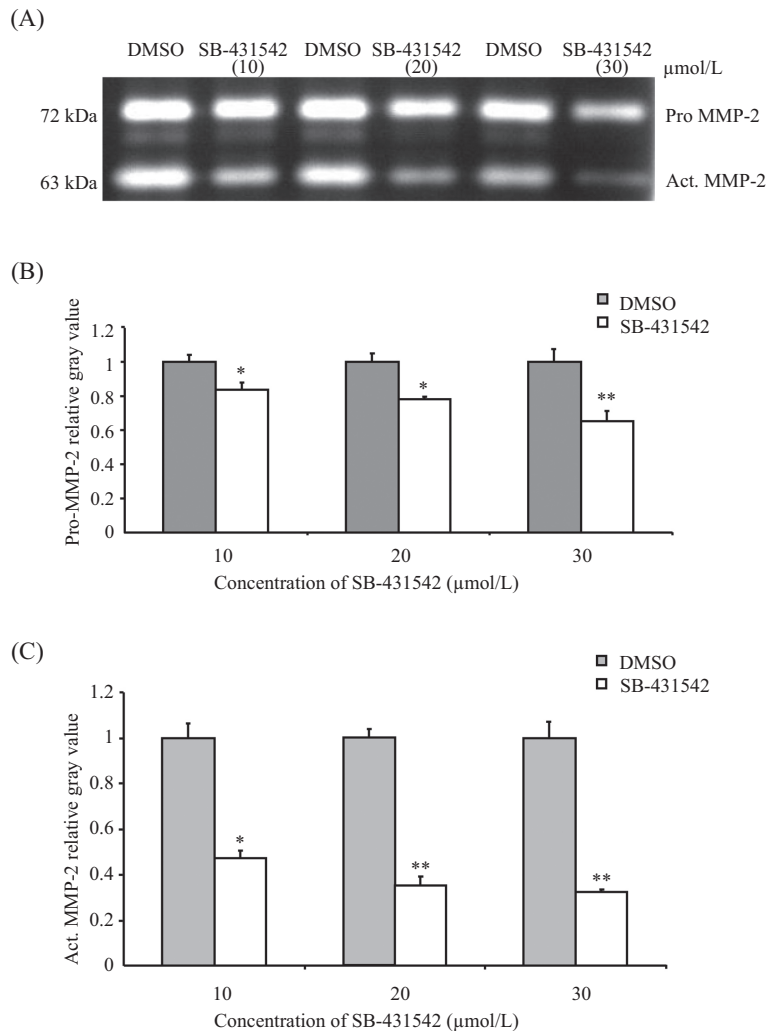 (A)
DMSO SB-431542 DMSO SB-431542 DMSO SB-431542
(10) (20) (30) µmol/L
72 kDa Pro MMP-2
63 kDa Act. MMP-2
(B)
DMSO
SB-431542
Pro-MMP-2 relative gray value
1.2
1
0.8
0.6
0.4
0.2
0
* * **
10 20 30
Concentration of SB-431542 (µmol/L)
(C)
DMSO
SB-431542
Act. MMP-2 relative gray value
1.2
1
0.8
0.6
0.4
0.2
0
* ** **
10 20 30
Concentration of SB-431542 (µmol/L)